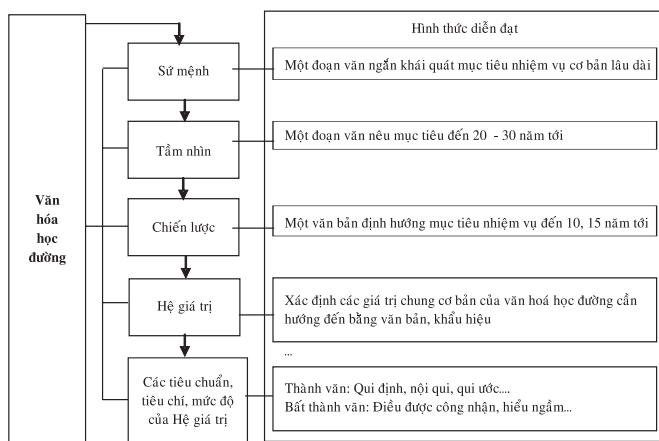 Hình thức diễn đạt
Sứ mệnh
Một đoạn văn ngắn khái quát mục tiêu nhiệm vụ cơ bản lâu dài
Tầm nhìn
Một đoạn văn nêu mục tiêu đến 20 - 30 năm tới
Văn
hóa
học
đường
Chiến lược
Một văn bản định hướng mục tiêu nhiệm vụ đến 10, 15 năm tới
Hệ giá trị
Xác định các giá trị chung cơ bản của văn hoá học đường cần
hướng đến bằng văn bản, khẩu hiệu
...
Các tiêu chuẩn,
tiêu chí, mức độ
của Hệ giá trị
Thành văn: Qui định, nội qui, qui ước....
Bất thành văn: Điều được công nhận, hiểu ngầm...